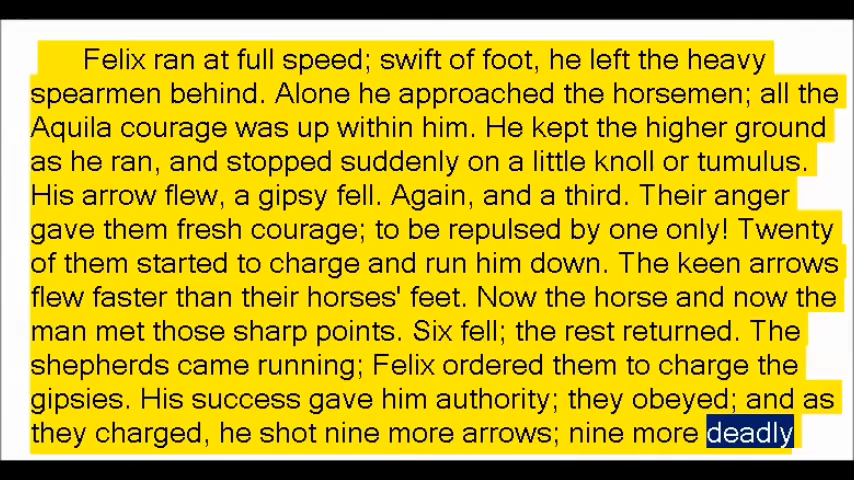 Felix ran at full speed; swift of foot, he left the heavy
spearmen behind. Alone he approached the horsemen; all the
Aquila courage was up within him. He kept the higher ground
as he ran, and stopped suddenly on a little knoll or tumulus.
His arrow flew, a gipsy fell. Again, and a third. Their anger
gave them fresh courage; to be repulsed by one only! Twenty
of them started to charge and run him down. The keen arrows
flew faster than their horses' feet. Now the horse and now the
man met those sharp points. Six fell; the rest returned. The
shepherds came running; Felix ordered them to charge the
gipsies. His success gave him authority; they obeyed; and as
they charged, he shot nine more arrows; nine more deadly